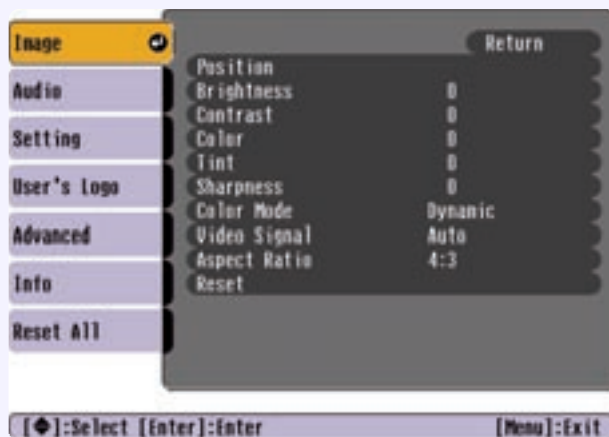 Image
Audio
Setting
User's Logo
Advanced
Info
Reset All
Return
Position
Brightness 0
Contrast 0
Color 0
Tint 0
Sharpness 0
Color Mode Dynamic
Video Signal Auto
Aspect Ratio 4:3
Reset
[◆]:Select [Enter]:Enter [Menu]:Exit